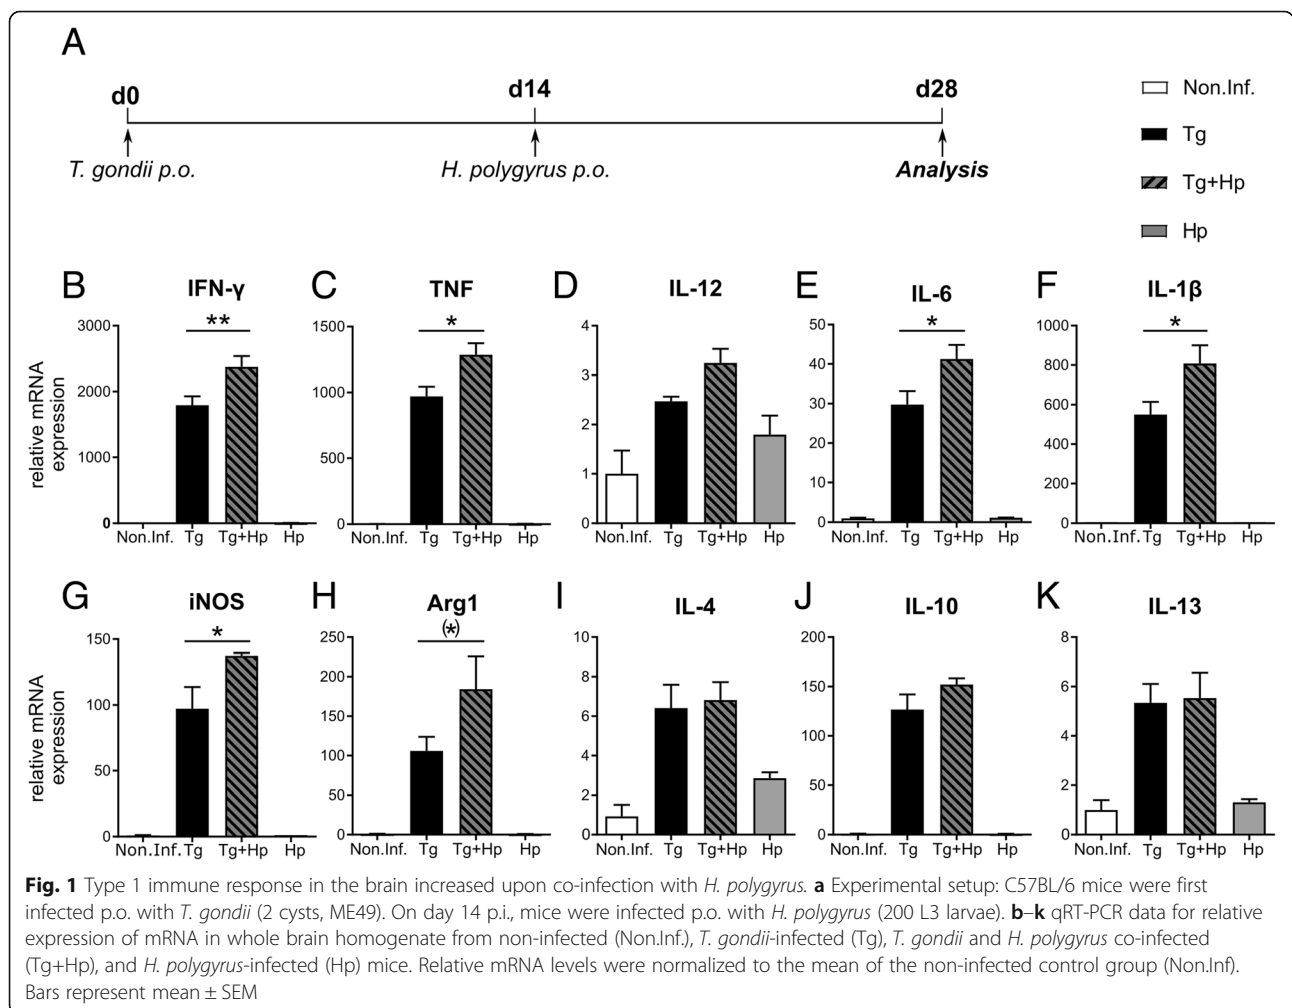 A
d0
d14
d28
T. gondii p.o.
H. polygyrus p.o.
Analysis
Non.Inf.
Tg
Tg+Hp
Hp
B
IFN-γ
relative mRNA
expression
3000
2000
1000
0
**
Non.Inf. Tg Tg+Hp Hp
C
TNF
1500
1000
500
0
*
Non.Inf. Tg Tg+Hp Hp
D
IL-12
4
3
2
1
0
Non.Inf. Tg Tg+Hp Hp
E
IL-6
50
40
30
20
10
0
*
Non.Inf. Tg Tg+Hp Hp
F
IL-1β
1000
800
600
400
200
0
*
Non.Inf. Tg Tg+Hp Hp
G
iNOS
relative mRNA
expression
150
100
50
0
*
Non.Inf. Tg Tg+Hp Hp
H
Arg1
250
200
150
100
50
0
(*)
Non.Inf. Tg Tg+Hp Hp
I
IL-4
10
8
6
4
2
0
Non.Inf. Tg Tg+Hp Hp
J
IL-10
200
150
100
50
0
Non.Inf. Tg Tg+Hp Hp
K
IL-13
8
6
4
2
0
Non.Inf. Tg Tg+Hp Hp
Fig. 1 Type 1 immune response in the brain increased upon co-infection with H. polygyrus. a Experimental setup: C57BL/6 mice were first
infected p.o. with T. gondii (2 cysts, ME49). On day 14 p.i., mice were infected p.o. with H. polygyrus (200 L3 larvae). b–k qRT-PCR data for relative
expression of mRNA in whole brain homogenate from non-infected (Non.Inf.), T. gondii-infected (Tg), T. gondii and H. polygyrus co-infected
(Tg+Hp), and H. polygyrus-infected (Hp) mice. Relative mRNA levels were normalized to the mean of the non-infected control group (Non.Inf).
Bars represent mean ± SEM